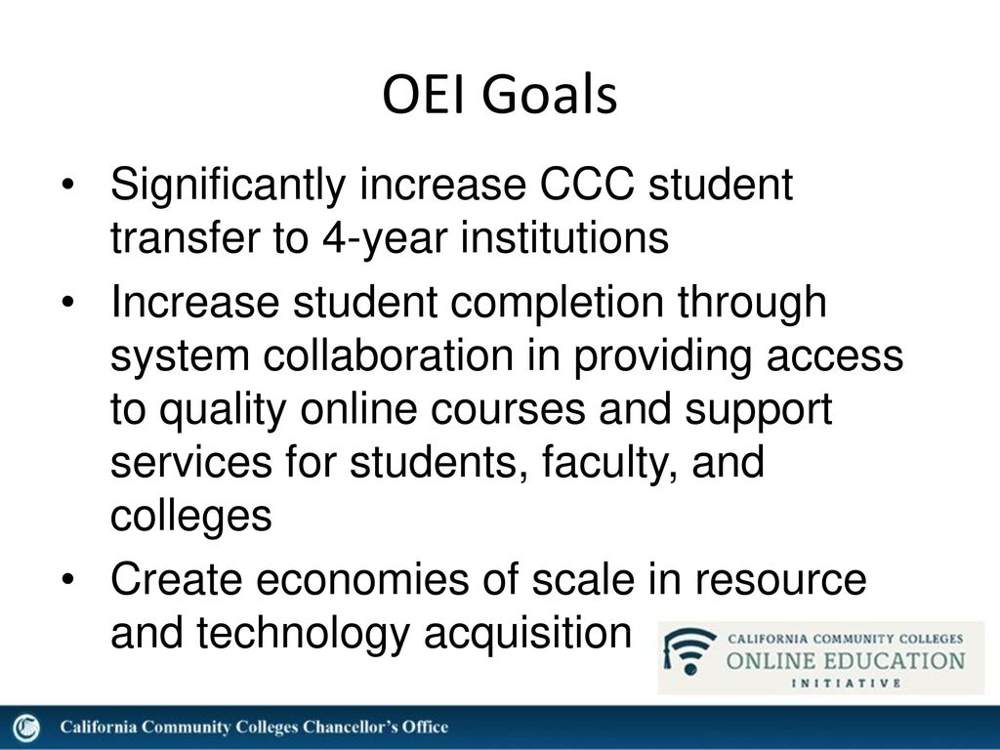 OEI Goals
• Significantly increase CCC student
transfer to 4-year institutions
• Increase student completion through
system collaboration in providing access
to quality online courses and support
services for students, faculty, and
colleges
• Create economies of scale in resource
and technology acquisition
CALIFORNIA COMMUNITY COLLEGES
ONLINE EDUCATION
INITIATIVE
California Community Colleges Chancellor's Office